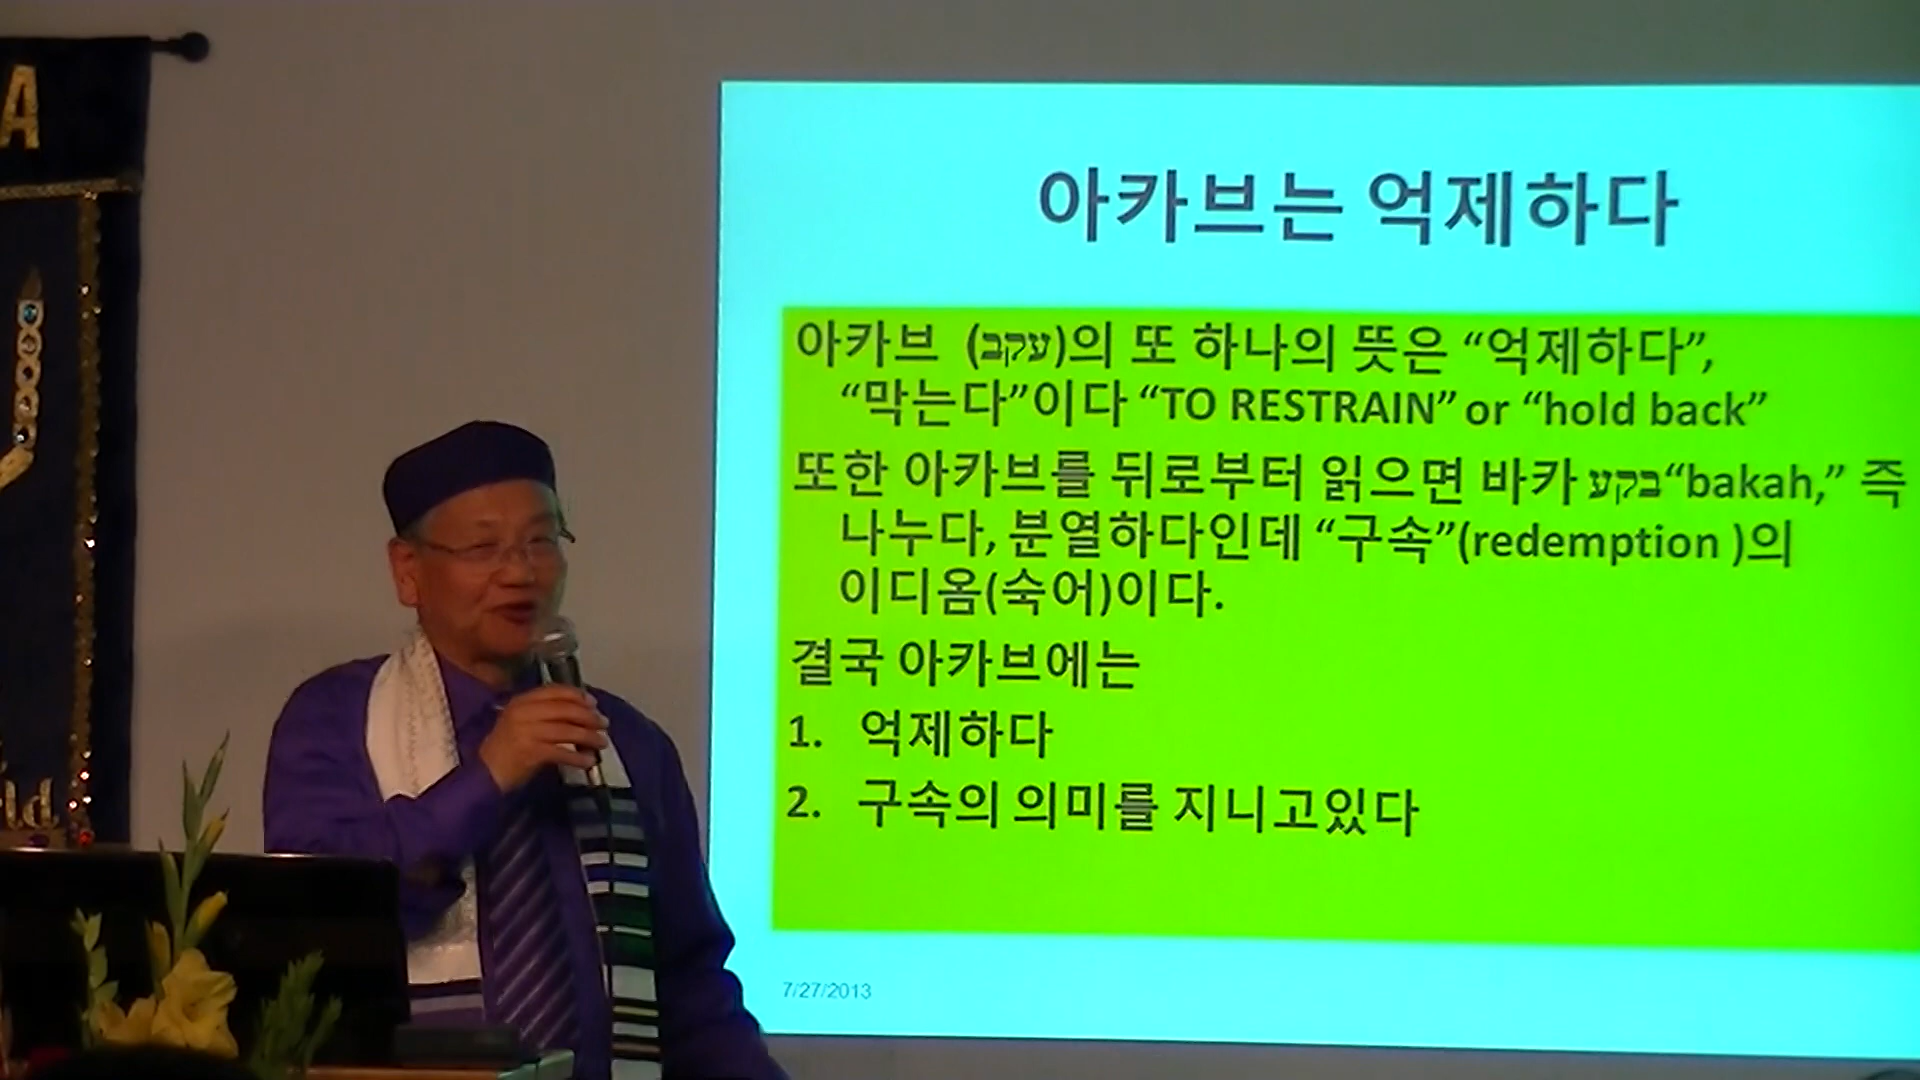 A
아카브는 억제하다
아카브 (עקב)의 또 하나의 뜻은 “억제하다”,
“막는다”이다 “TO RESTRAIN” or “hold back”
또한 아카브를 뒤로부터 읽으면 바카 בקע“bakah,” 즉
나누다, 분열하다인데 “구속”(redemption )의
이디옴(숙어)이다.
결국 아카브에는
1. 억제하다
2. 구속의 의미를 지니고있다
7/27/2013